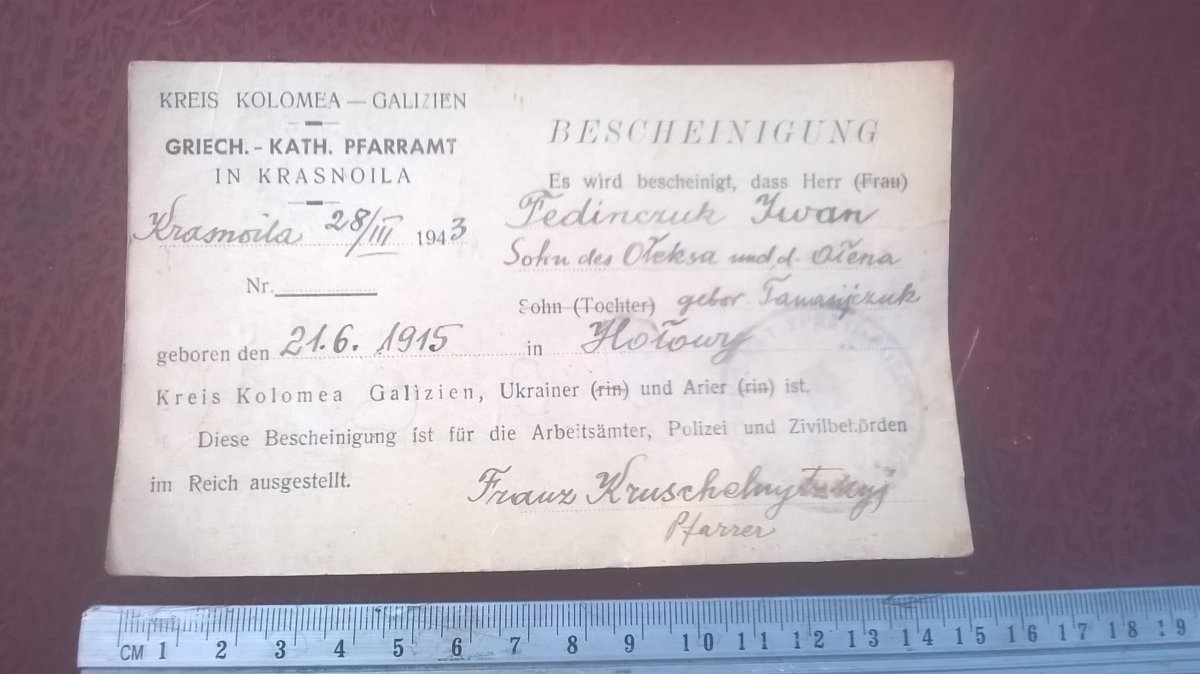 KREIS KOLOMEA — GALIZIEN
GRIECH.-KATH. PFARRAMT
IN KRASNOILA
Krasnoila 28/III 1943
Nr.
BESCHEINIGUNG
Es wird bescheinigt, dass Herr (Frau)
Fedinczuk Iwan
Sohn des Ołeksa und d. Ołena
Sohn (Tochter) gebor. Tanasijczuk
geboren den 21.6. 1915 in Hołowy
Kreis Kolomea Galizien, Ukrainer (rin) und Arier (rin) ist.
Diese Bescheinigung ist für die Arbeitsämter, Polizei und Zivilbehörden
im Reich ausgestellt.
Franz Kruschelnytzkyj
Pfarrer
CM 1 2 3 4 5 6 7 8 9 10 11 12 13 14 15 16 17 18 19